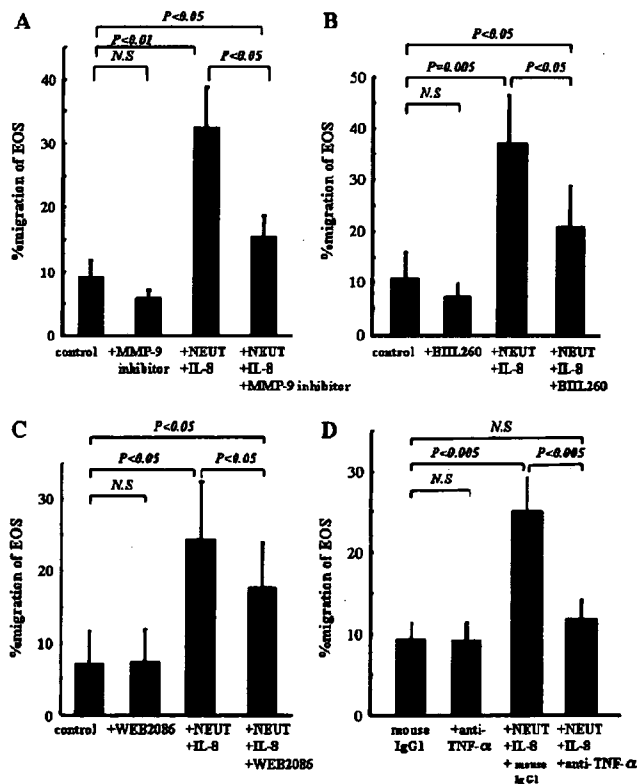 A
P<0.05
P<0.01
N.S
P<0.05
%migration of EOS
40
30
20
10
0
control
+MMP-9
inhibitor
+NEUT
+IL-8
+NEUT
+IL-8
+MMP-9 inhibitor
B
P<0.05
P=0.005
P<0.05
N.S
%migration of EOS
50
40
30
20
10
0
control
+BIIL260
+NEUT
+IL-8
+NEUT
+IL-8
+BIIL260
C
P<0.05
P<0.05
P<0.05
N.S
%migration of EOS
30
20
10
0
control
+WEB2086
+NEUT
+IL-8
+NEUT
+IL-8
+WEB2086
D
N.S
P<0.005
P<0.005
N.S
%migration of EOS
30
20
10
0
mouse
IgG1
+anti-
TNF-α
+NEUT
+IL-8
+ mouse
IgG1
+NEUT
+IL-8
+anti-TNF-α